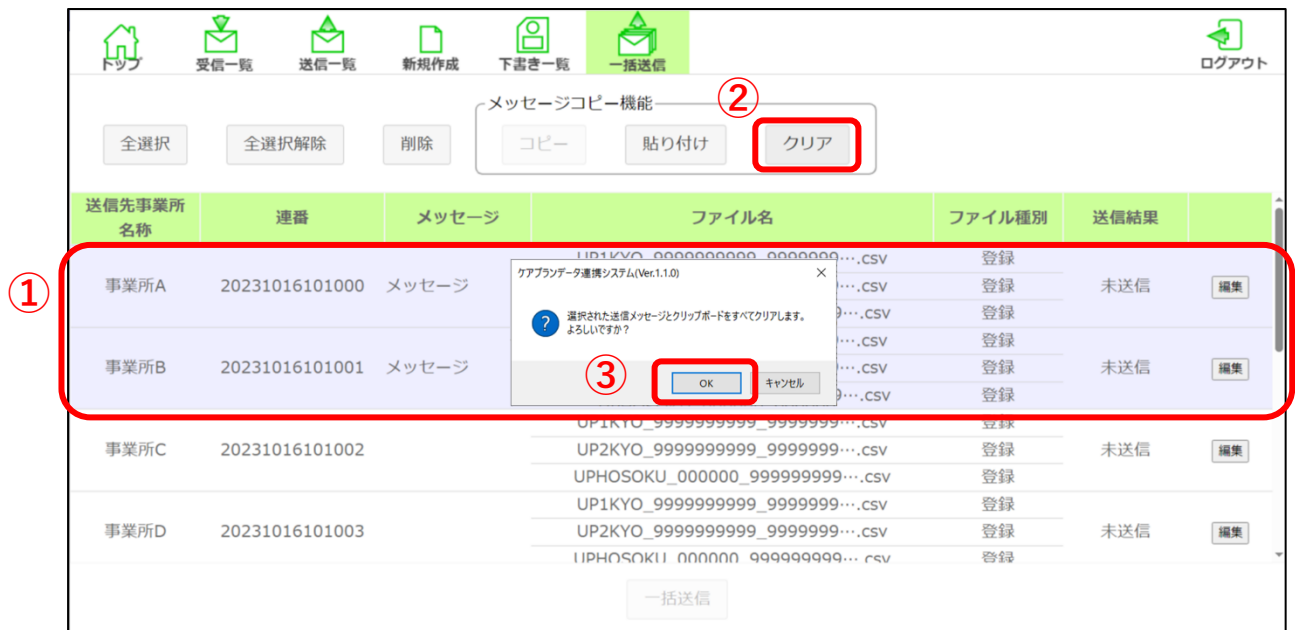 トップ 受信一覧 送信一覧 新規作成 下書き一覧 一括送信 ログアウト
メッセージコピー機能 ②
全選択 全選択解除 削除 コピー 貼り付け クリア
送信先事業所名称 連番 メッセージ ファイル名 ファイル種別 送信結果
①
UP1KYO_9999999999_9999999….csv 登録
事業所A 20231016101000 メッセージ 9….csv 登録 未送信 編集
9….csv 登録
ケアプランデータ連携システム(Ver.1.1.0) ×
選択された送信メッセージとクリップボードをすべてクリアします。
よろしいですか？
③ OK キャンセル
….csv 登録
事業所B 20231016101001 メッセージ ….csv 登録 未送信 編集
9….csv 登録
UP1KYO_9999999999_9999999….csv 登録
事業所C 20231016101002 UP2KYO_9999999999_9999999….csv 登録 未送信 編集
UPHOSOKU_000000_999999999….csv 登録
UP1KYO_9999999999_9999999….csv 登録
事業所D 20231016101003 UP2KYO_9999999999_9999999….csv 登録 未送信 編集
UPHOSOKU_000000_999999999….csv 登録
一括送信